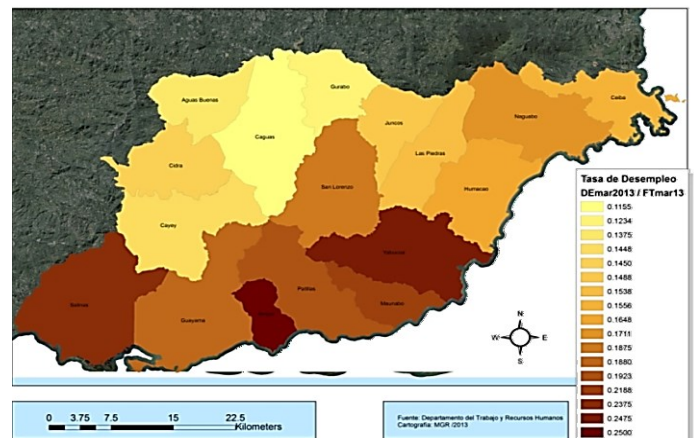 Aguas Buenas
Gurabo
Caguas
Juncos
Ceiba
Naguabo
Las Piedras
Cidra
San Lorenzo
Humacao
Cayey
Salinas
Patillas
Maunabo
Guayama
Tasa de Desempleo
DEmar2013 / FTmar13
0.1155
0.1234
0.1375
0.1448
0.1450
0.1488
0.1538
0.1556
0.1648
0.1711
0.1875
0.1880
0.1923
0.2188
0.2375
0.2475
0.2500
N
W
E
S
0 3.75 7.5 15 22.5
Kilometers
Fuente: Departamento del Trabajo y Recursos Humanos
Cartografía: MGR /2013